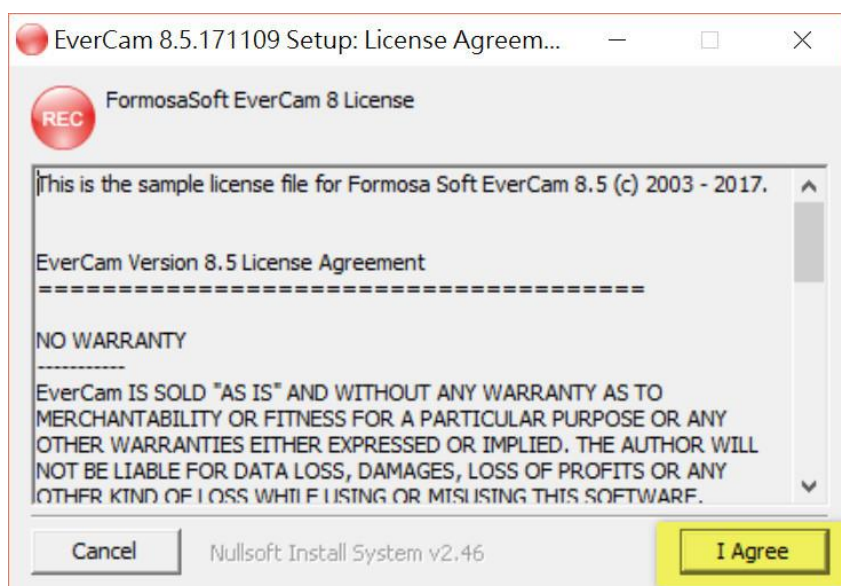 EverCam 8.5.171109 Setup: License Agreem...
FormosaSoft EverCam 8 License
REC
This is the sample license file for Formosa Soft EverCam 8.5 (c) 2003 - 2017.
EverCam Version 8.5 License Agreement
======================================
NO WARRANTY
-----------
EverCam IS SOLD "AS IS" AND WITHOUT ANY WARRANTY AS TO
MERCHANTABILITY OR FITNESS FOR A PARTICULAR PURPOSE OR ANY
OTHER WARRANTIES EITHER EXPRESSED OR IMPLIED. THE AUTHOR WILL
NOT BE LIABLE FOR DATA LOSS, DAMAGES, LOSS OF PROFITS OR ANY
OTHER KIND OF LOSS WHILE USING OR MISUSING THIS SOFTWARE.
Cancel
Nullsoft Install System v2.46
I Agree